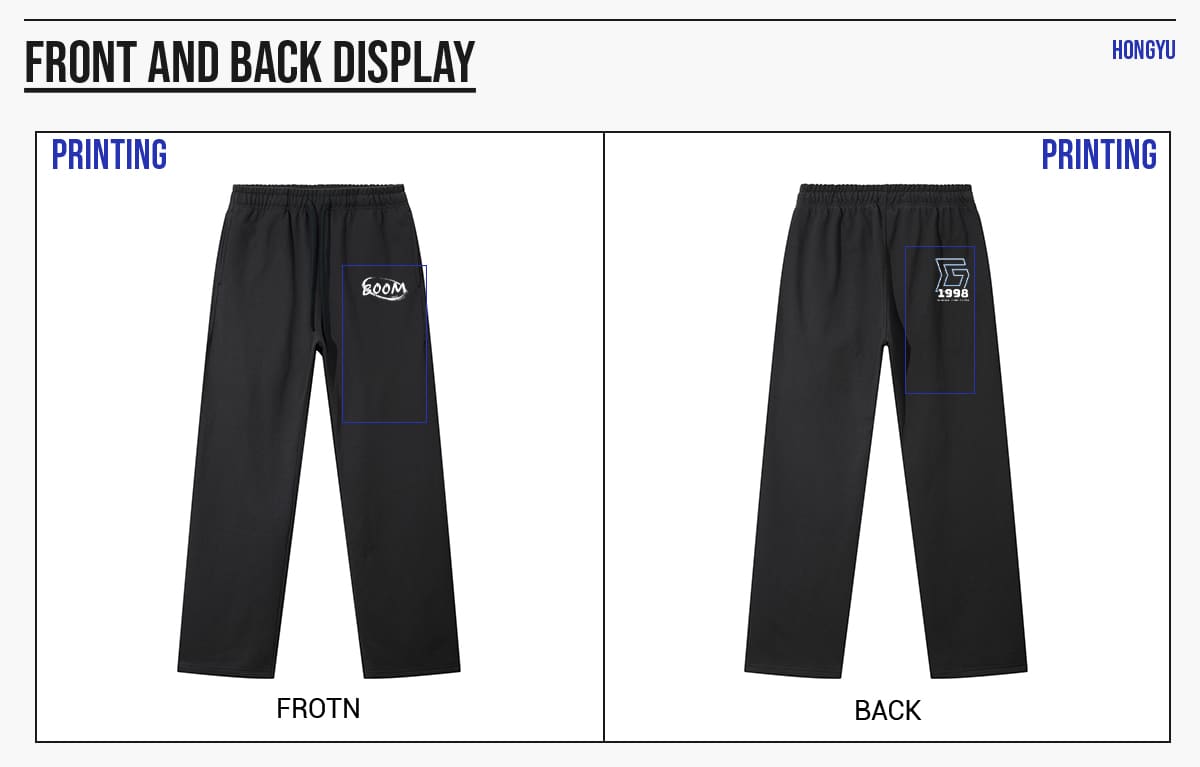 FRONT AND BACK DISPLAY
HONGYU
PRINTING
PRINTING
BOOM
1998
FROTN
BACK